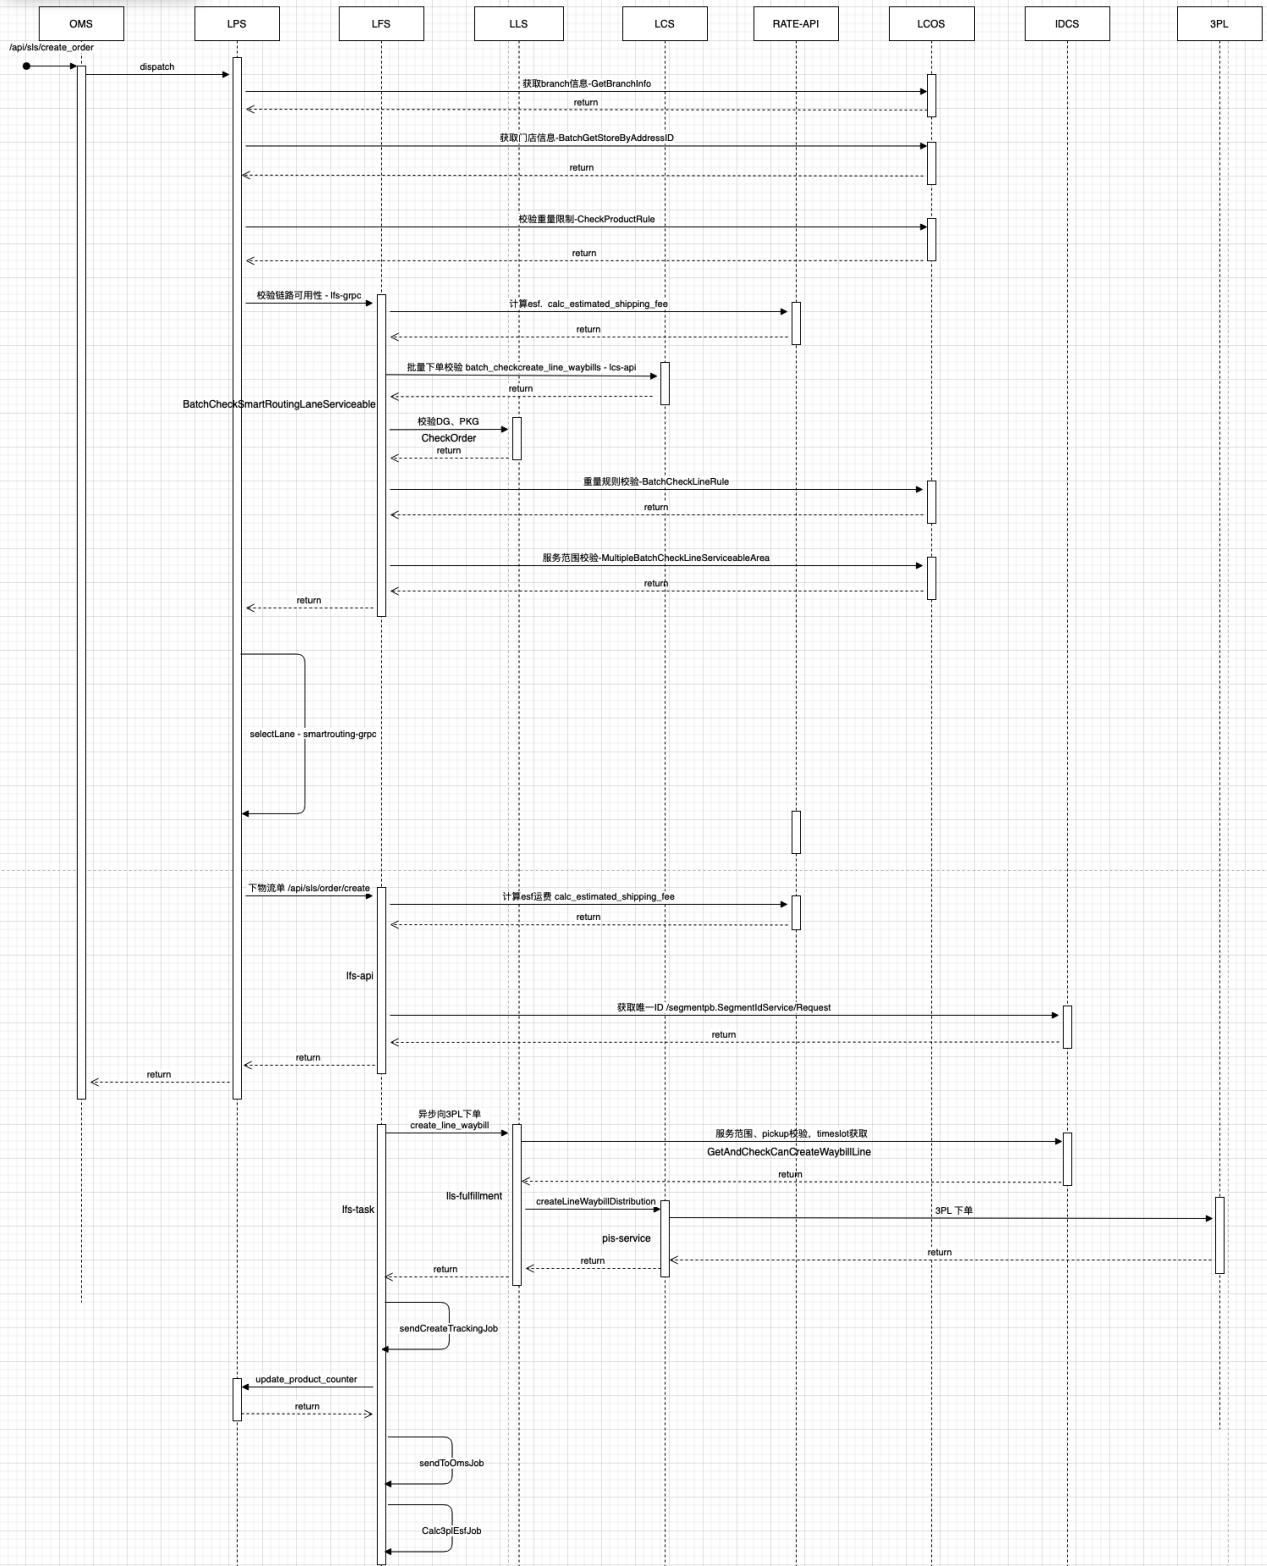 OMS
LPS
LFS
LLS
LCS
RATE-API
LCOS
IDCS
3PL
/api/sls/create_order
dispatch
获取branch信息-GetBranchInfo
return
获取门店信息-BatchGetStoreByAddressID
return
校验重量限制-CheckProductRule
return
校验链路可用性 - lfs-grpc
计算esf. calc_estimated_shipping_fee
return
批量下单校验 batch_checkcreate_line_waybills - lcs-api
return
BatchCheckSmartRoutingLaneServiceable
校验DG、PKG
CheckOrder
return
重量规则校验-BatchCheckLineRule
return
服务范围校验-MultipleBatchCheckLineServiceableArea
return
return
selectLane - smartrouting-grpc
下物流单 /api/sls/order/create
计算esf运费 calc_estimated_shipping_fee
return
lfs-api
获取唯一ID /segmentpb.SegmentIdService/Request
return
return
return
异步向3PL下单
create_line_waybill
服务范围、pickup校验，timeslot获取
GetAndCheckCanCreateWaybillLine
return
lls-fulfillment
createLineWaybillDistribution
lfs-task
3PL 下单
pis-service
return
return
return
sendCreateTrackingJob
update_product_counter
return
sendToOmsJob
Calc3plEsfJob